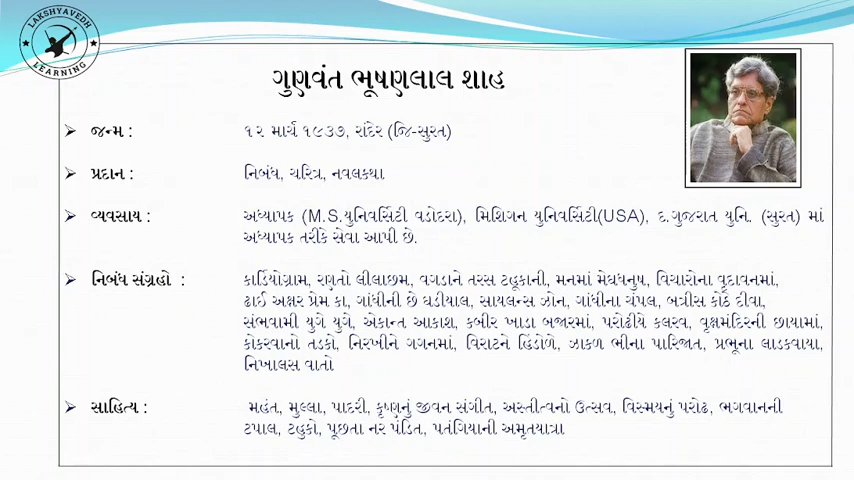 LAKSHYAVEDH
LEARNING
ગુણવંત ભૂષણલાલ શાહ
જન્મ : ૧૨ માર્ચ ૧૯૩૭, રાંદેર (જિ-સુરત)
પ્રદાન : નિબંધ, ચરિત્ર, નવલકથા
વ્યવસાય : અધ્યાપક (M.S.યુનિવર્સિટી વડોદરા), મિશિગન યુનિવર્સિટી(USA), દ.ગુજરાત યુનિ. (સુરત) માં
અધ્યાપક તરીકે સેવા આપી છે.
નિબંધ સંગ્રહો : કાર્ડિયોગ્રામ, રણતો લીલાછમ, વગડાને તરસ ટહૂકાની, મનમાં મેઘધનુષ, વિચારોના વૃંદાવનમાં,
ઢાઈ અક્ષર પ્રેમ કા, ગાંધીની છે ઘડીયાલ, સાયલન્સ ઝોન, ગાંધીના ચંપલ, બત્રીસ કોઠે દીવા,
સંભવામી યુગે યુગે, એકાન્ત આકાશ, કબીર ખાડા બજારમાં, પરોઢીયે કલરવ, વૃક્ષમંદિરની છાયામાં,
કોકરવાનો તડકો, નિરખીને ગગનમાં, વિરાટને હિંડોળે, ઝાકળ ભીના પારિજાત, પ્રભૂના લાડકવાયા,
નિખાલસ વાતો
સાહિત્ય : મહંત, મુલ્લા, પાદરી, કૃષ્ણનું જીવન સંગીત, અસ્તીત્વનો ઉત્સવ, વિસ્મયનું પરોઢ, ભગવાનની
ટપાલ, ટહુકો, પૂછતા નર પંડિત, પતંગિયાની અમૃતયાત્રા